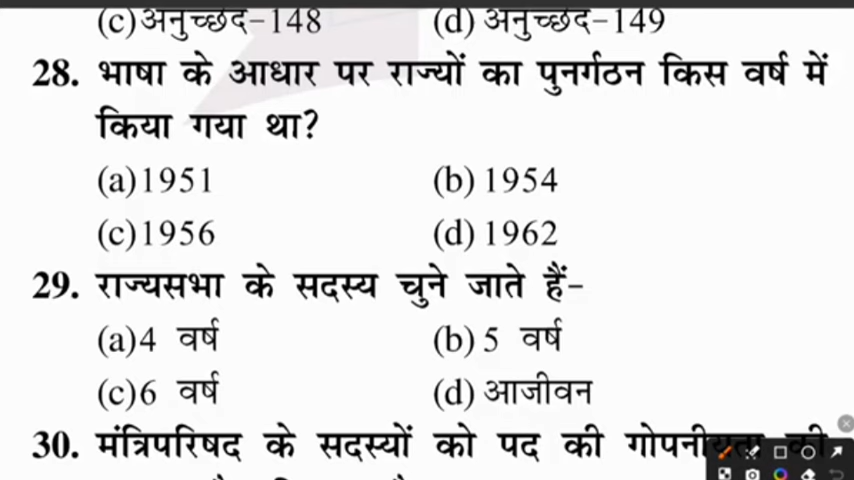 (c) अनुच्छेद-148 (d) अनुच्छेद-149
28. भाषा के आधार पर राज्यों का पुनर्गठन किस वर्ष में
किया गया था?
(a) 1951 (b) 1954
(c) 1956 (d) 1962
29. राज्यसभा के सदस्य चुने जाते हैं-
(a) 4 वर्ष (b) 5 वर्ष
(c) 6 वर्ष (d) आजीवन
30. मंत्रिपरिषद के सदस्यों को पद की गोपनीयता की